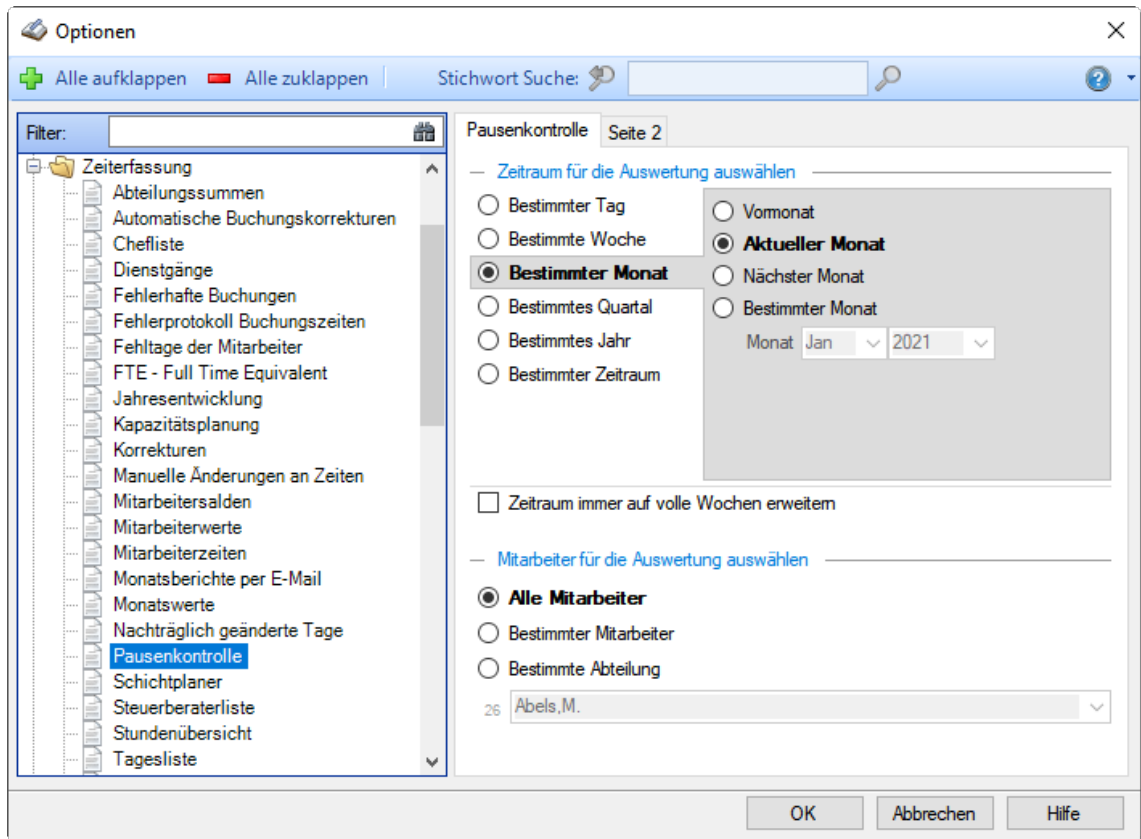 Optionen
Alle aufklappen
Alle zuklappen
Stichwort Suche:
Filter:
Zeiterfassung
Abteilungssummen
Automatische Buchungskorrekturen
Chefliste
Dienstgänge
Fehlerhafte Buchungen
Fehlerprotokoll Buchungszeiten
Fehltage der Mitarbeiter
FTE - Full Time Equivalent
Jahresentwicklung
Kapazitätsplanung
Korrekturen
Manuelle Änderungen an Zeiten
Mitarbeitersalden
Mitarbeiterwerte
Mitarbeiterzeiten
Monatsberichte per E-Mail
Monatswerte
Nachträglich geänderte Tage
Pausenkontrolle
Schichtplaner
Steuerberaterliste
Stundenübersicht
Tagesliste
Pausenkontrolle
Seite 2
Zeitraum für die Auswertung auswählen
Bestimmter Tag
Bestimmte Woche
Bestimmter Monat
Bestimmtes Quartal
Bestimmtes Jahr
Bestimmter Zeitraum
Vormonat
Aktueller Monat
Nächster Monat
Bestimmter Monat
Monat Jan 2021
Zeitraum immer auf volle Wochen erweitern
Mitarbeiter für die Auswertung auswählen
Alle Mitarbeiter
Bestimmter Mitarbeiter
Bestimmte Abteilung
26 Abels,M.
OK
Abbrechen
Hilfe